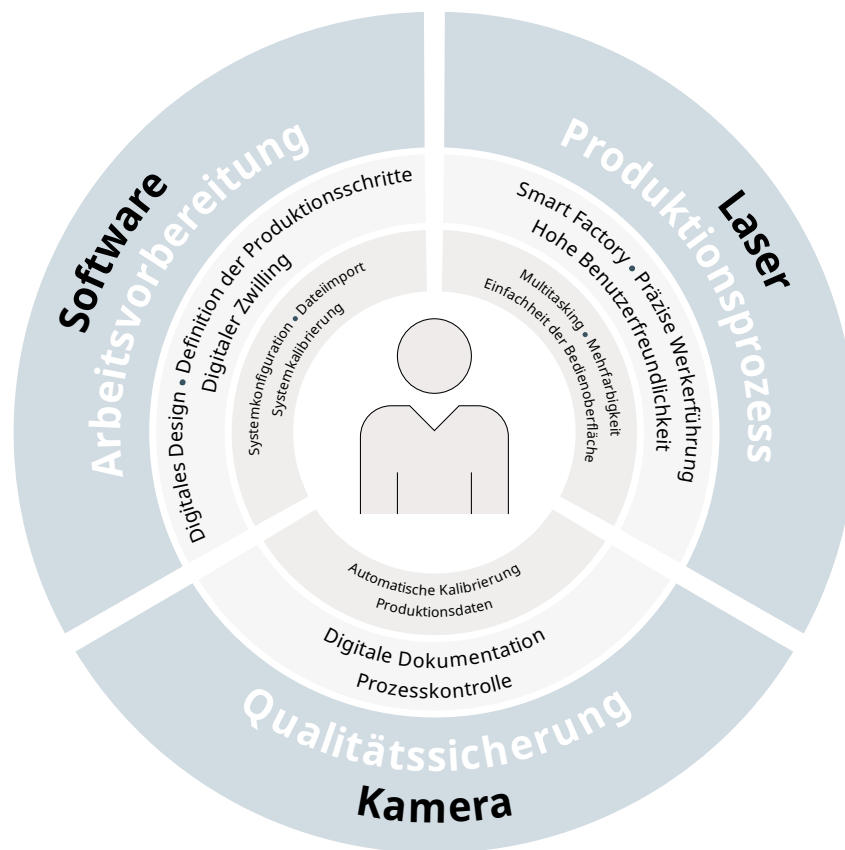 Software
Arbeitsvorbereitung
Digitales Design • Definition der Produktionsschritte
Digitaler Zwilling
Systemkonfiguration • Dateiimport
Systemkalibrierung
Laser
Produktionsprozess
Smart Factory • Präzise Werkerführung
Hohe Benutzerfreundlichkeit
Multitasking • Mehrfarbigkeit
Einfachheit der Bedienoberfläche
Automatische Kalibrierung
Produktionsdaten
Digitale Dokumentation
Prozesskontrolle
Qualitätssicherung
Kamera